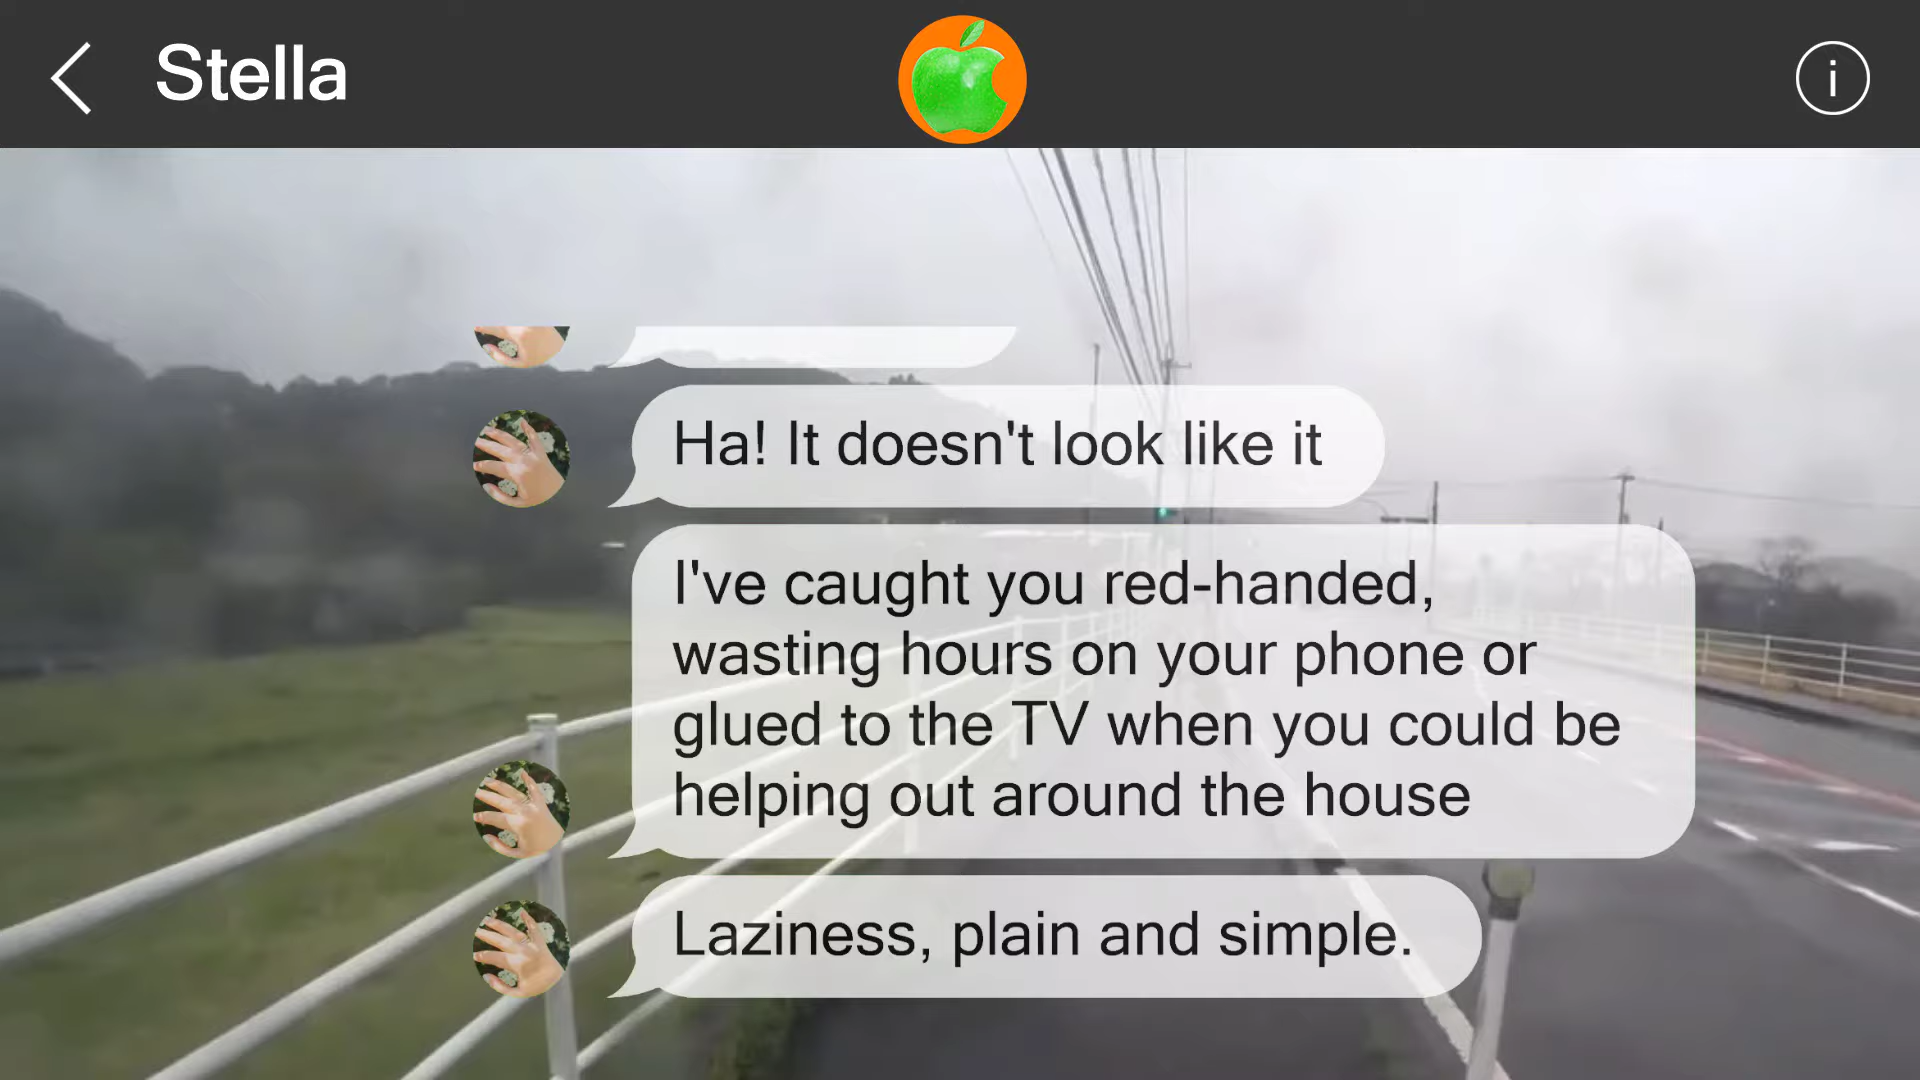 Stella
i
Ha! It doesn't look like it
I've caught you red-handed,
wasting hours on your phone or
glued to the TV when you could be
helping out around the house
Laziness, plain and simple.